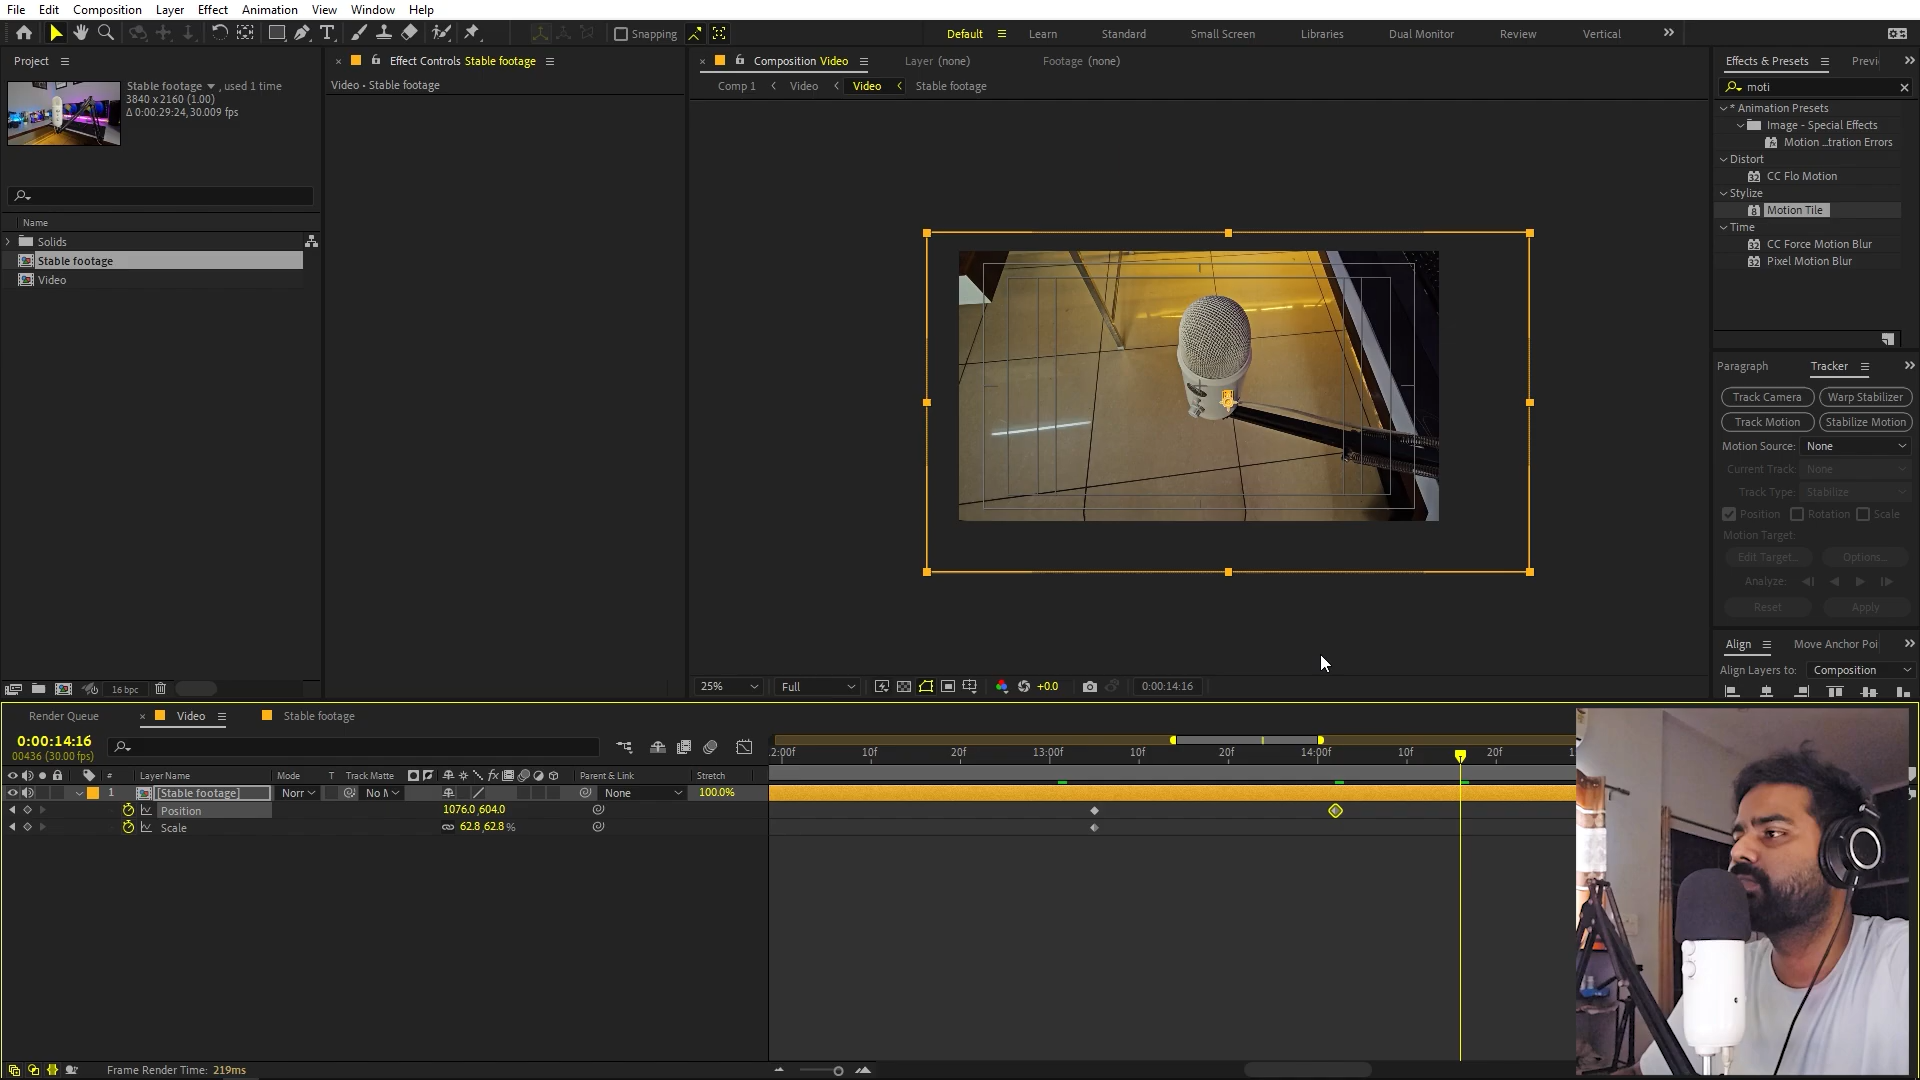 File Edit Composition Layer Effect Animation View Window Help
Snapping
Default Learn Standard Small Screen Libraries Dual Monitor Review Vertical
Project
Stable footage , used 1 time
3840 x 2160 (1.00)
Δ 0:00:29:24, 30.009 fps
Name
Solids
Stable footage
Video
16 bpc
Effect Controls Stable footage
Video • Stable footage
Composition Video Layer (none) Footage (none)
Comp 1 Video Video Stable footage
25% Full +0.0 0:00:14:16
Effects & Presets Previ
moti
* Animation Presets
Image - Special Effects
Motion ...tration Errors
Distort
CC Flo Motion
Stylize
Motion Tile
Time
CC Force Motion Blur
Pixel Motion Blur
Paragraph Tracker
Track Camera Warp Stabilizer
Track Motion Stabilize Motion
Motion Source: None
Current Track: None
Track Type: Stabilize
Position Rotation Scale
Motion Target:
Edit Target... Options...
Analyze:
Reset Apply
Align Move Anchor Poi
Align Layers to: Composition
Render Queue Video Stable footage
0:00:14:16
00436 (30.00 fps)
2:00f 10f 20f 13:00f 10f 20f 14:00f 10f 20f
# Layer Name Mode T Track Matte Parent & Link Stretch
1 [Stable footage] Norr No M None 100.0%
Position 1076.0,604.0
Scale 62.8,62.8 %
Frame Render Time: 219ms